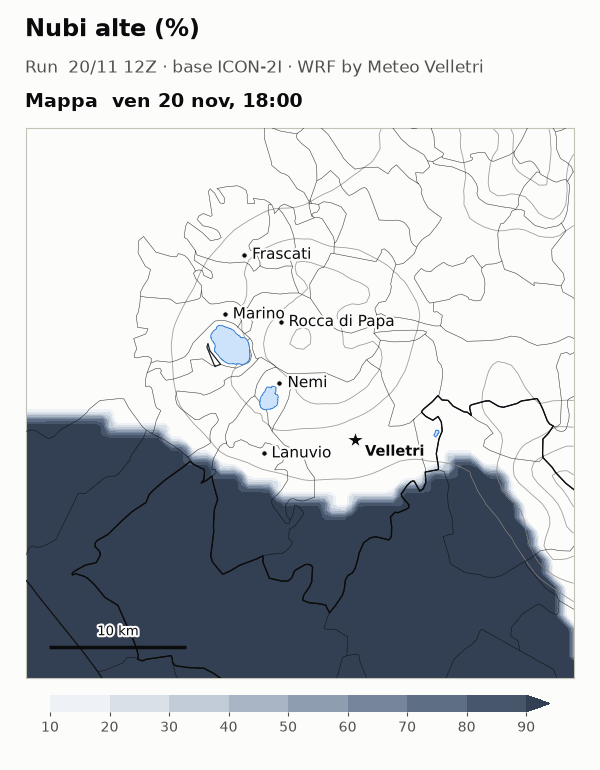 Nubi alte (%)
Run  20/11 12Z · base ICON-2I · WRF by Meteo Velletri
Mappa  ven 20 nov, 18:00
Frascati
Marino
Rocca di Papa
Nemi
Velletri
Lanuvio
10 km
10 20 30 40 50 60 70 80 90